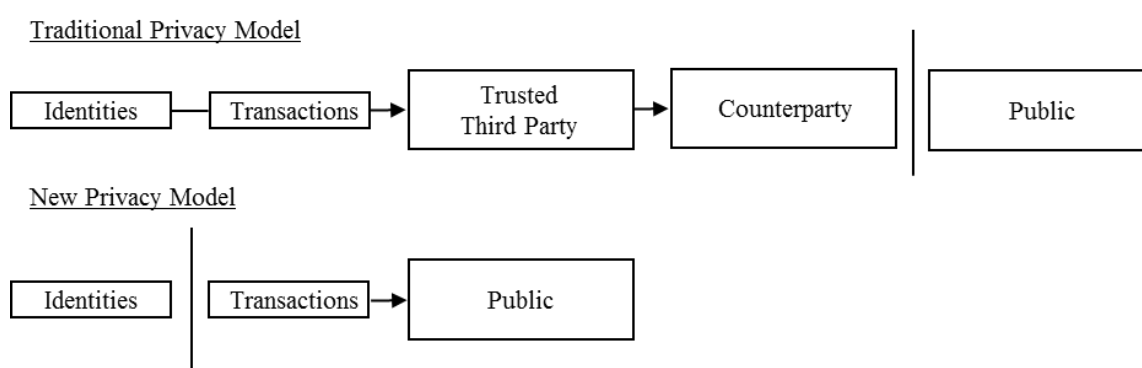 Traditional Privacy Model
Identities
Transactions
Trusted
Third Party
Counterparty
Public
New Privacy Model
Identities
Transactions
Public